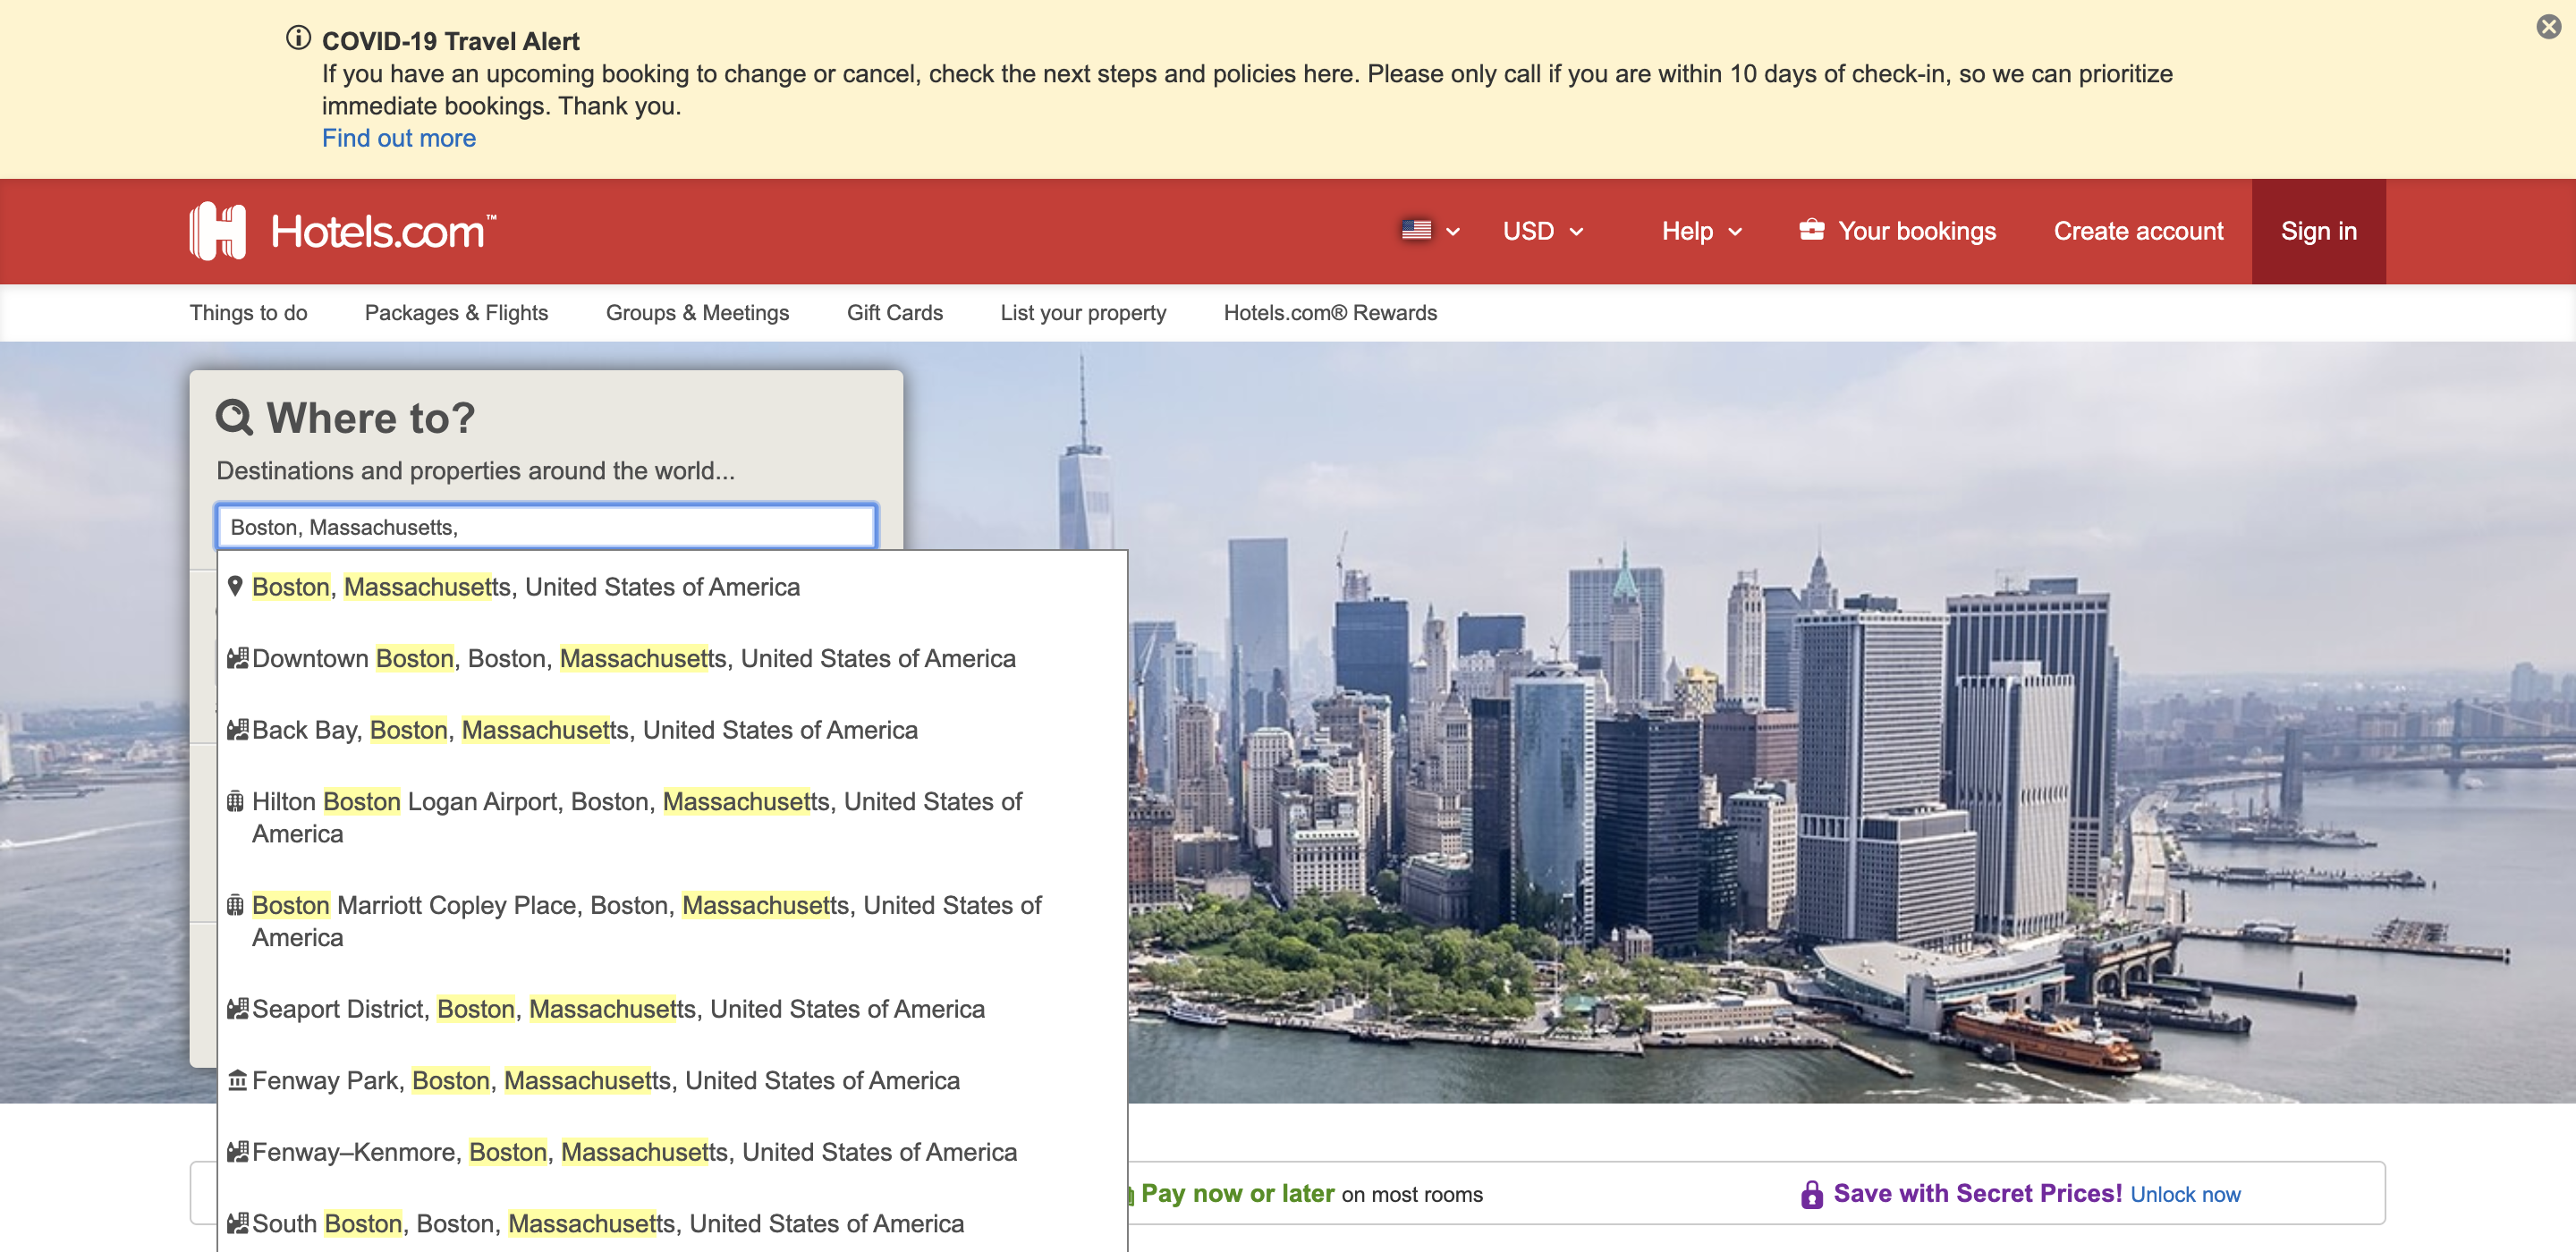 COVID-19 Travel Alert
If you have an upcoming booking to change or cancel, check the next steps and policies here. Please only call if you are within 10 days of check-in, so we can prioritize
immediate bookings. Thank you.
Find out more
Hotels.com™
USD
Help
Your bookings
Create account
Sign in
Things to do
Packages & Flights
Groups & Meetings
Gift Cards
List your property
Hotels.com® Rewards
Where to?
Destinations and properties around the world...
Boston, Massachusetts,
Boston, Massachusetts, United States of America
Downtown Boston, Boston, Massachusetts, United States of America
Back Bay, Boston, Massachusetts, United States of America
Hilton Boston Logan Airport, Boston, Massachusetts, United States of
America
Boston Marriott Copley Place, Boston, Massachusetts, United States of
America
Seaport District, Boston, Massachusetts, United States of America
Fenway Park, Boston, Massachusetts, United States of America
Fenway–Kenmore, Boston, Massachusetts, United States of America
South Boston, Boston, Massachusetts, United States of America
Pay now or later on most rooms
Save with Secret Prices! Unlock now